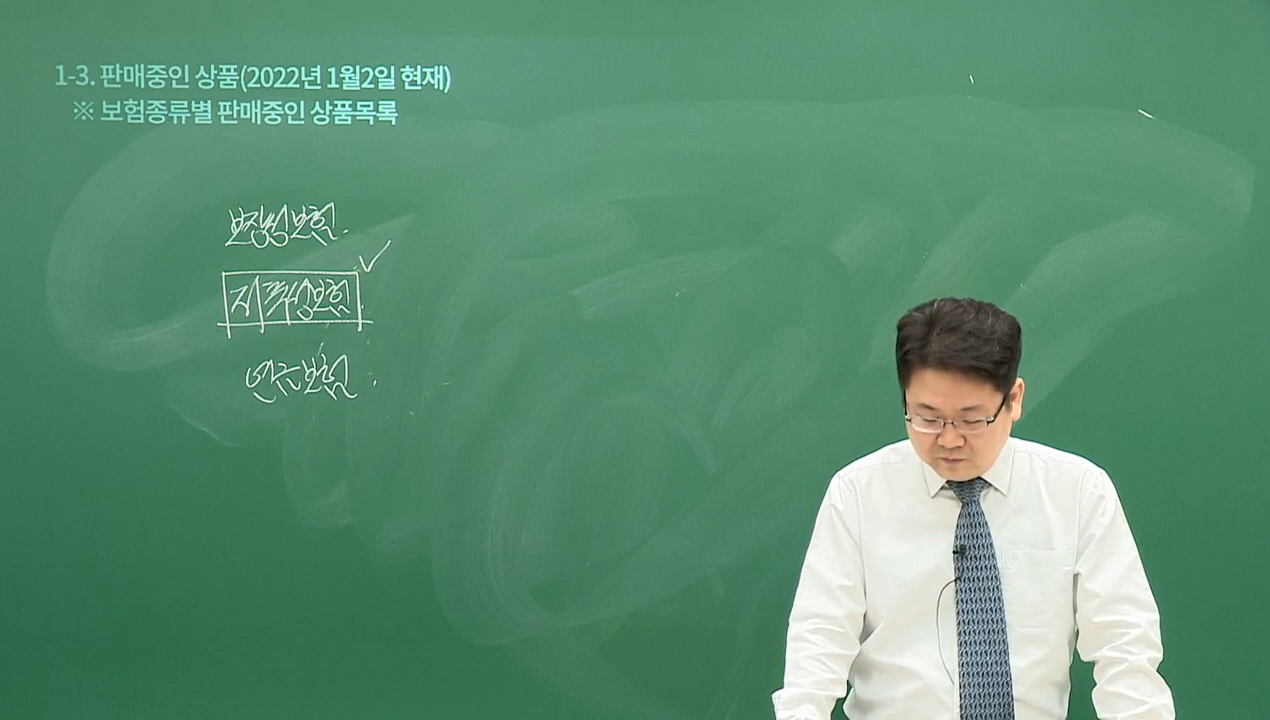 1-3. 판매중인 상품(2022년 1월2일 현재)
※ 보험종류별 판매중인 상품목록
보장성보험.
저축성보험
연금보험.